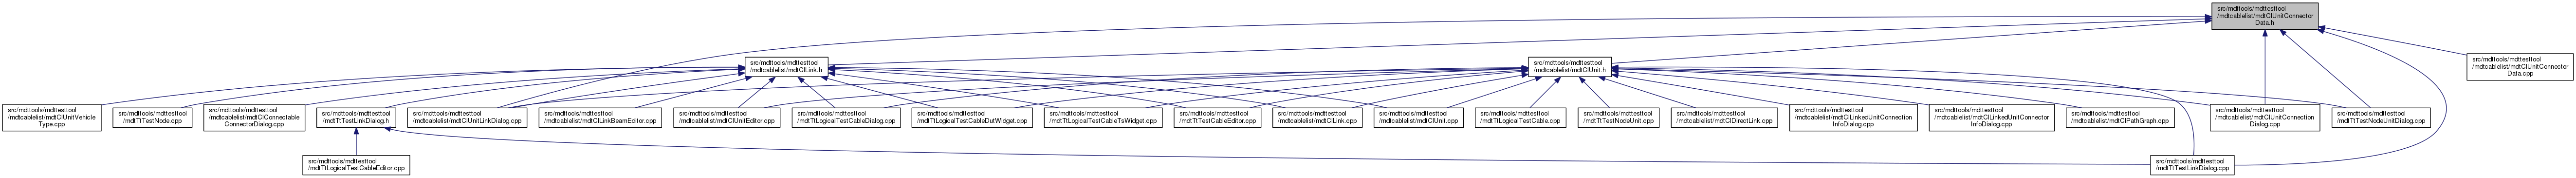 src/mdttools/mdttesttool
/mdtcablelist/mdtClUnitConnector
Data.h
src/mdttools/mdttesttool
/mdtcablelist/mdtClLink.h
src/mdttools/mdttesttool
/mdtcablelist/mdtClUnit.h
src/mdttools/mdttesttool
/mdtcablelist/mdtClUnitConnector
Data.cpp
src/mdttools/mdttesttool
/mdtcablelist/mdtClUnitVehicle
Type.cpp
src/mdttools/mdttesttool
/mdtTtTestNode.cpp
src/mdttools/mdttesttool
/mdtcablelist/mdtClConnectable
ConnectorDialog.cpp
src/mdttools/mdttesttool
/mdtTtTestLinkDialog.h
src/mdttools/mdttesttool
/mdtcablelist/mdtClUnitLinkDialog.cpp
src/mdttools/mdttesttool
/mdtcablelist/mdtClLinkBeamEditor.cpp
src/mdttools/mdttesttool
/mdtcablelist/mdtClUnitEditor.cpp
src/mdttools/mdttesttool
/mdtTtLogicalTestCableDialog.cpp
src/mdttools/mdttesttool
/mdtTtLogicalTestCableDutWidget.cpp
src/mdttools/mdttesttool
/mdtTtLogicalTestCableTsWidget.cpp
src/mdttools/mdttesttool
/mdtTtTestCableEditor.cpp
src/mdttools/mdttesttool
/mdtcablelist/mdtClLink.cpp
src/mdttools/mdttesttool
/mdtcablelist/mdtClUnit.cpp
src/mdttools/mdttesttool
/mdtTtLogicalTestCable.cpp
src/mdttools/mdttesttool
/mdtTtTestNodeUnit.cpp
src/mdttools/mdttesttool
/mdtcablelist/mdtClDirectLink.cpp
src/mdttools/mdttesttool
/mdtcablelist/mdtClLinkedUnitConnection
InfoDialog.cpp
src/mdttools/mdttesttool
/mdtcablelist/mdtClLinkedUnitConnector
InfoDialog.cpp
src/mdttools/mdttesttool
/mdtcablelist/mdtClPathGraph.cpp
src/mdttools/mdttesttool
/mdtcablelist/mdtClUnitConnection
Dialog.cpp
src/mdttools/mdttesttool
/mdtTtTestNodeUnitDialog.cpp
src/mdttools/mdttesttool
/mdtTtLogicalTestCableEditor.cpp
src/mdttools/mdttesttool
/mdtTtTestLinkDialog.cpp